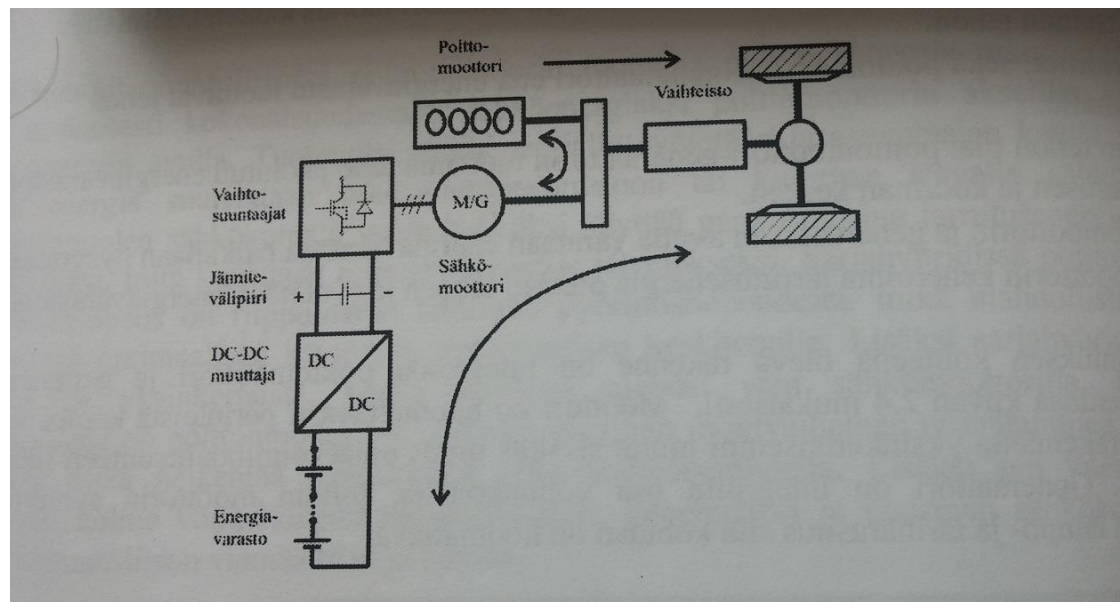 Poltto-
moottori
Vaihteisto
Vaihto-
suuntaajat
M/G
Sähkö-
moottori
Jännite-
välipiiri
+
−
DC-DC
muuttaja
DC
DC
Energia-
varasto